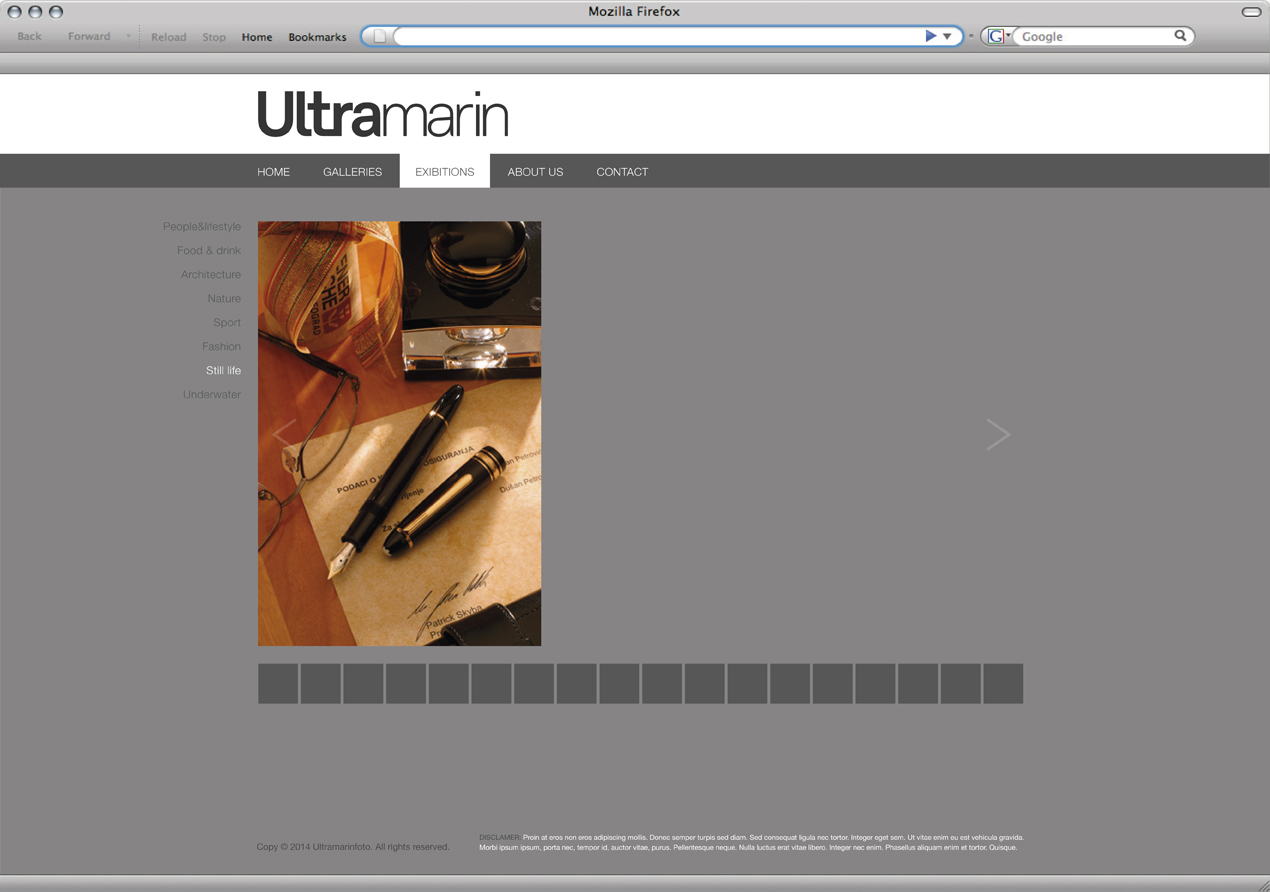 Mozilla Firefox
Back Forward Reload Stop Home Bookmarks G Google
Ultramarin
HOME GALLERIES EXIBITIONS ABOUT US CONTACT
People&lifestyle
Food & drink
Architecture
Nature
Sport
Fashion
Still life
Underwater
PODACI O
OSIGURANJA
Dušan Petro
Patrick Skyba
DISCLAMER: Proin at eros non eros adipiscing mollis. Donec semper turpis sed diam. Sed consequat ligula nec tortor. Integer eget sem. Ut vitae enim eu est vehicula gravida.
Morbi ipsum ipsum, porta nec, tempor id, auctor vitae, purus. Pellentesque neque. Nulla luctus erat vitae libero. Integer nec enim. Phasellus aliquam enim et tortor. Quisque.
Copy © 2014 Ultramarinfoto. All rights reserved.